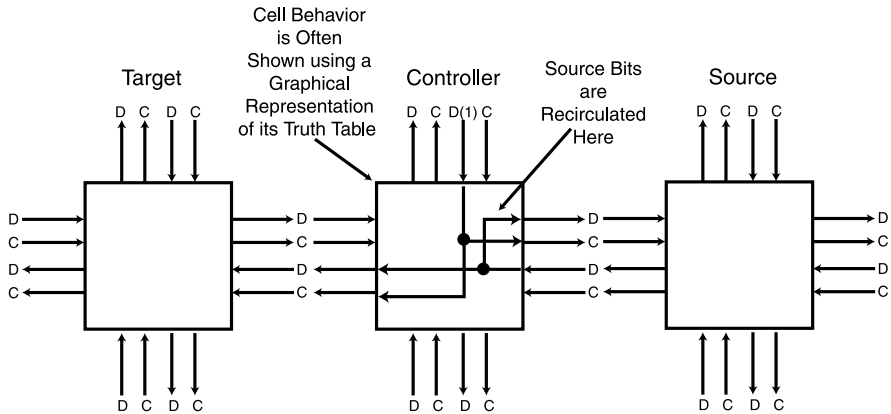 Cell Behavior
is Often
Shown using a
Graphical
Representation
of its Truth Table
Target
Controller
Source Bits
are
Recirculated
Here
Source
D C D C
D C D(1) C
D C D C
D D D D
C C C C
D D D D
C C C C
D C D C
D C D C
D C D C